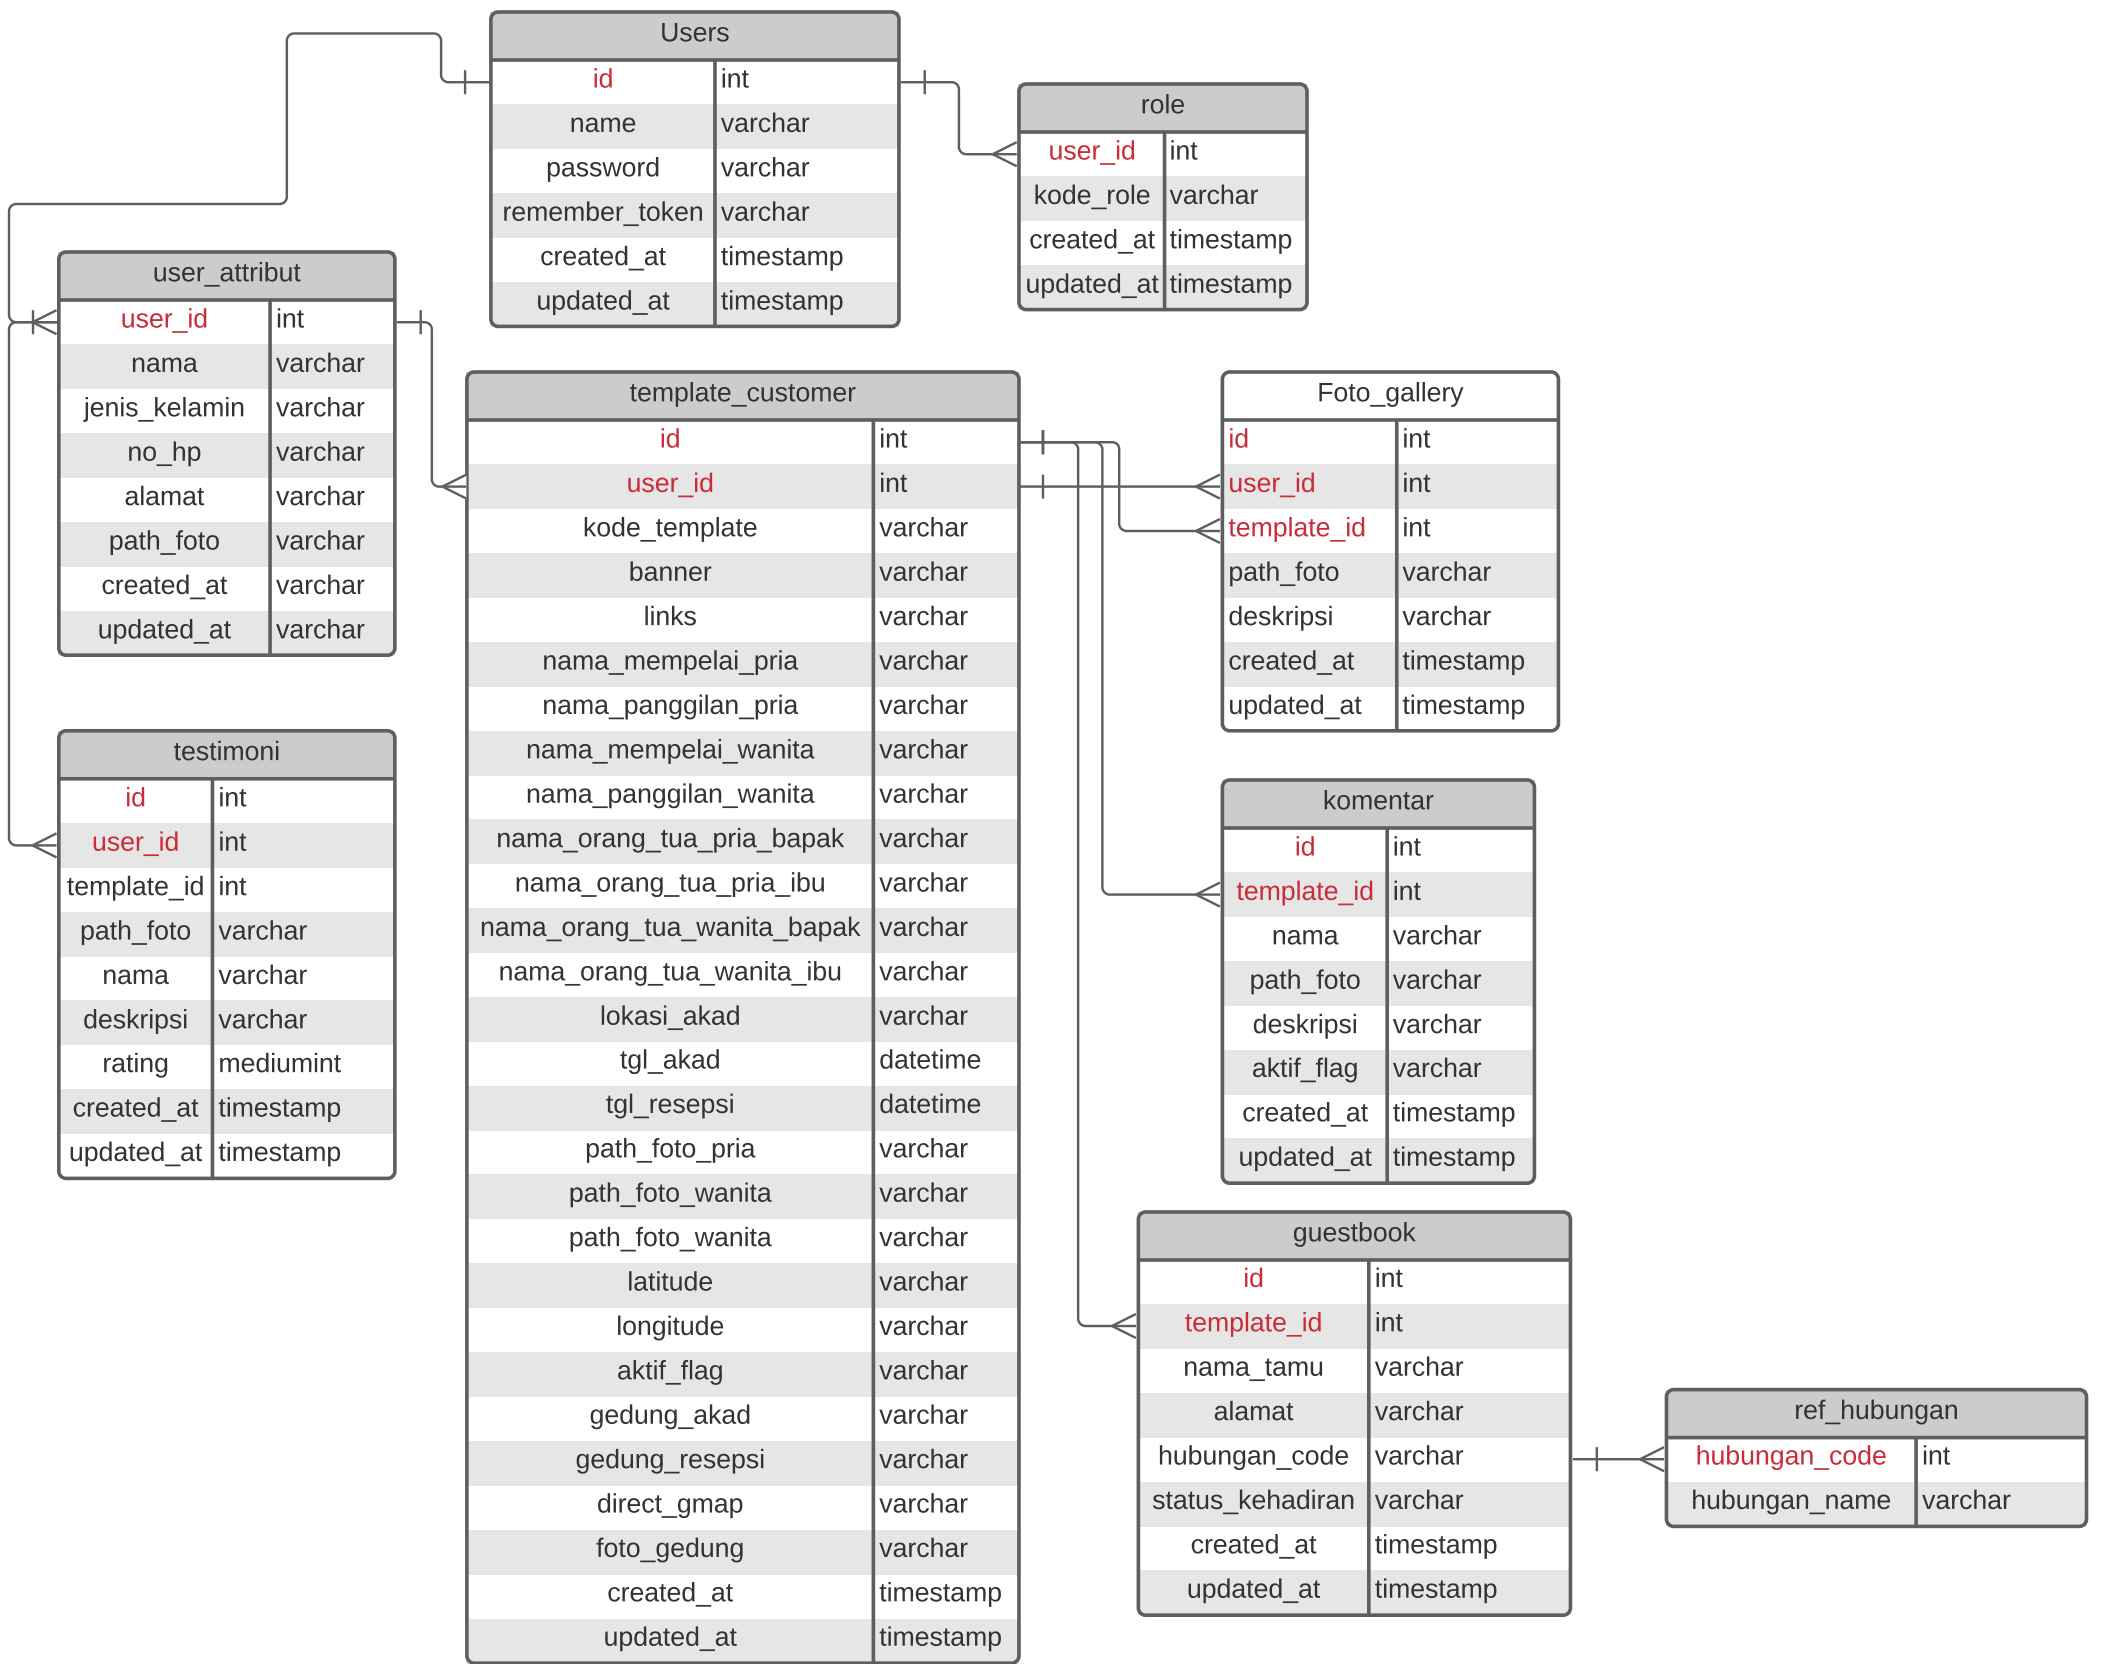 Users
id int
name varchar
password varchar
remember_token varchar
created_at timestamp
updated_at timestamp
role
user_id int
kode_role varchar
created_at timestamp
updated_at timestamp
user_attribut
user_id int
nama varchar
jenis_kelamin varchar
no_hp varchar
alamat varchar
path_foto varchar
created_at varchar
updated_at varchar
template_customer
id int
user_id int
kode_template varchar
banner varchar
links varchar
nama_mempelai_pria varchar
nama_panggilan_pria varchar
nama_mempelai_wanita varchar
nama_panggilan_wanita varchar
nama_orang_tua_pria_bapak varchar
nama_orang_tua_pria_ibu varchar
nama_orang_tua_wanita_bapak varchar
nama_orang_tua_wanita_ibu varchar
lokasi_akad varchar
tgl_akad datetime
tgl_resepsi datetime
path_foto_pria varchar
path_foto_wanita varchar
path_foto_wanita varchar
latitude varchar
longitude varchar
aktif_flag varchar
gedung_akad varchar
gedung_resepsi varchar
direct_gmap varchar
foto_gedung varchar
created_at timestamp
updated_at timestamp
Foto_gallery
id int
user_id int
template_id int
path_foto varchar
deskripsi varchar
created_at timestamp
updated_at timestamp
testimoni
id int
user_id int
template_id int
path_foto varchar
nama varchar
deskripsi varchar
rating mediumint
created_at timestamp
updated_at timestamp
komentar
id int
template_id int
nama varchar
path_foto varchar
deskripsi varchar
aktif_flag varchar
created_at timestamp
updated_at timestamp
guestbook
id int
template_id int
nama_tamu varchar
alamat varchar
hubungan_code varchar
status_kehadiran varchar
created_at timestamp
updated_at timestamp
ref_hubungan
hubungan_code int
hubungan_name varchar